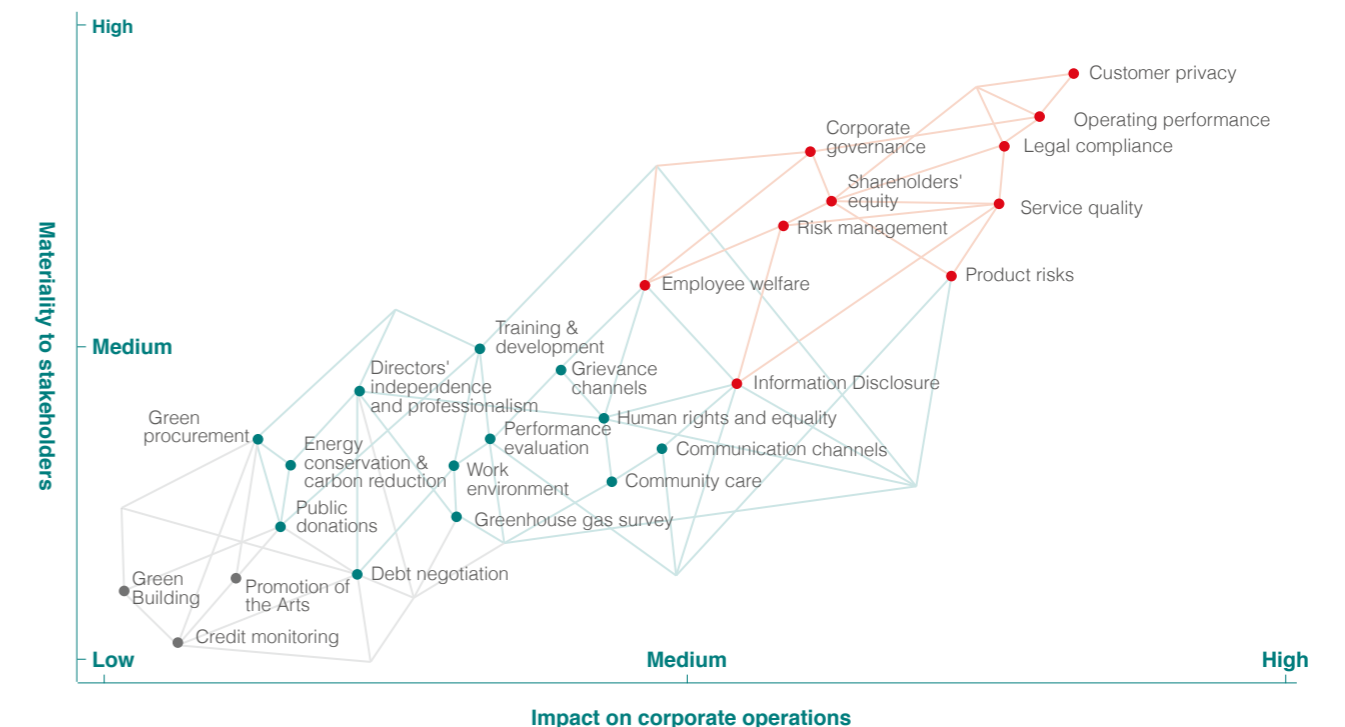 High
Customer privacy
Operating performance
Corporate
governance
Legal compliance
Shareholders'
equity
Service quality
Risk management
Product risks
Employee welfare
Materiality to stakeholders
Medium
Training &
development
Directors'
independence
and professionalism
Grievance
channels
Information Disclosure
Green
procurement
Human rights and equality
Performance
evaluation
Energy
conservation &
carbon reduction
Communication channels
Work
environment
Community care
Public
donations
Greenhouse gas survey
Green
Building
Promotion of
the Arts
Debt negotiation
Credit monitoring
Low
Medium
High
Impact on corporate operations